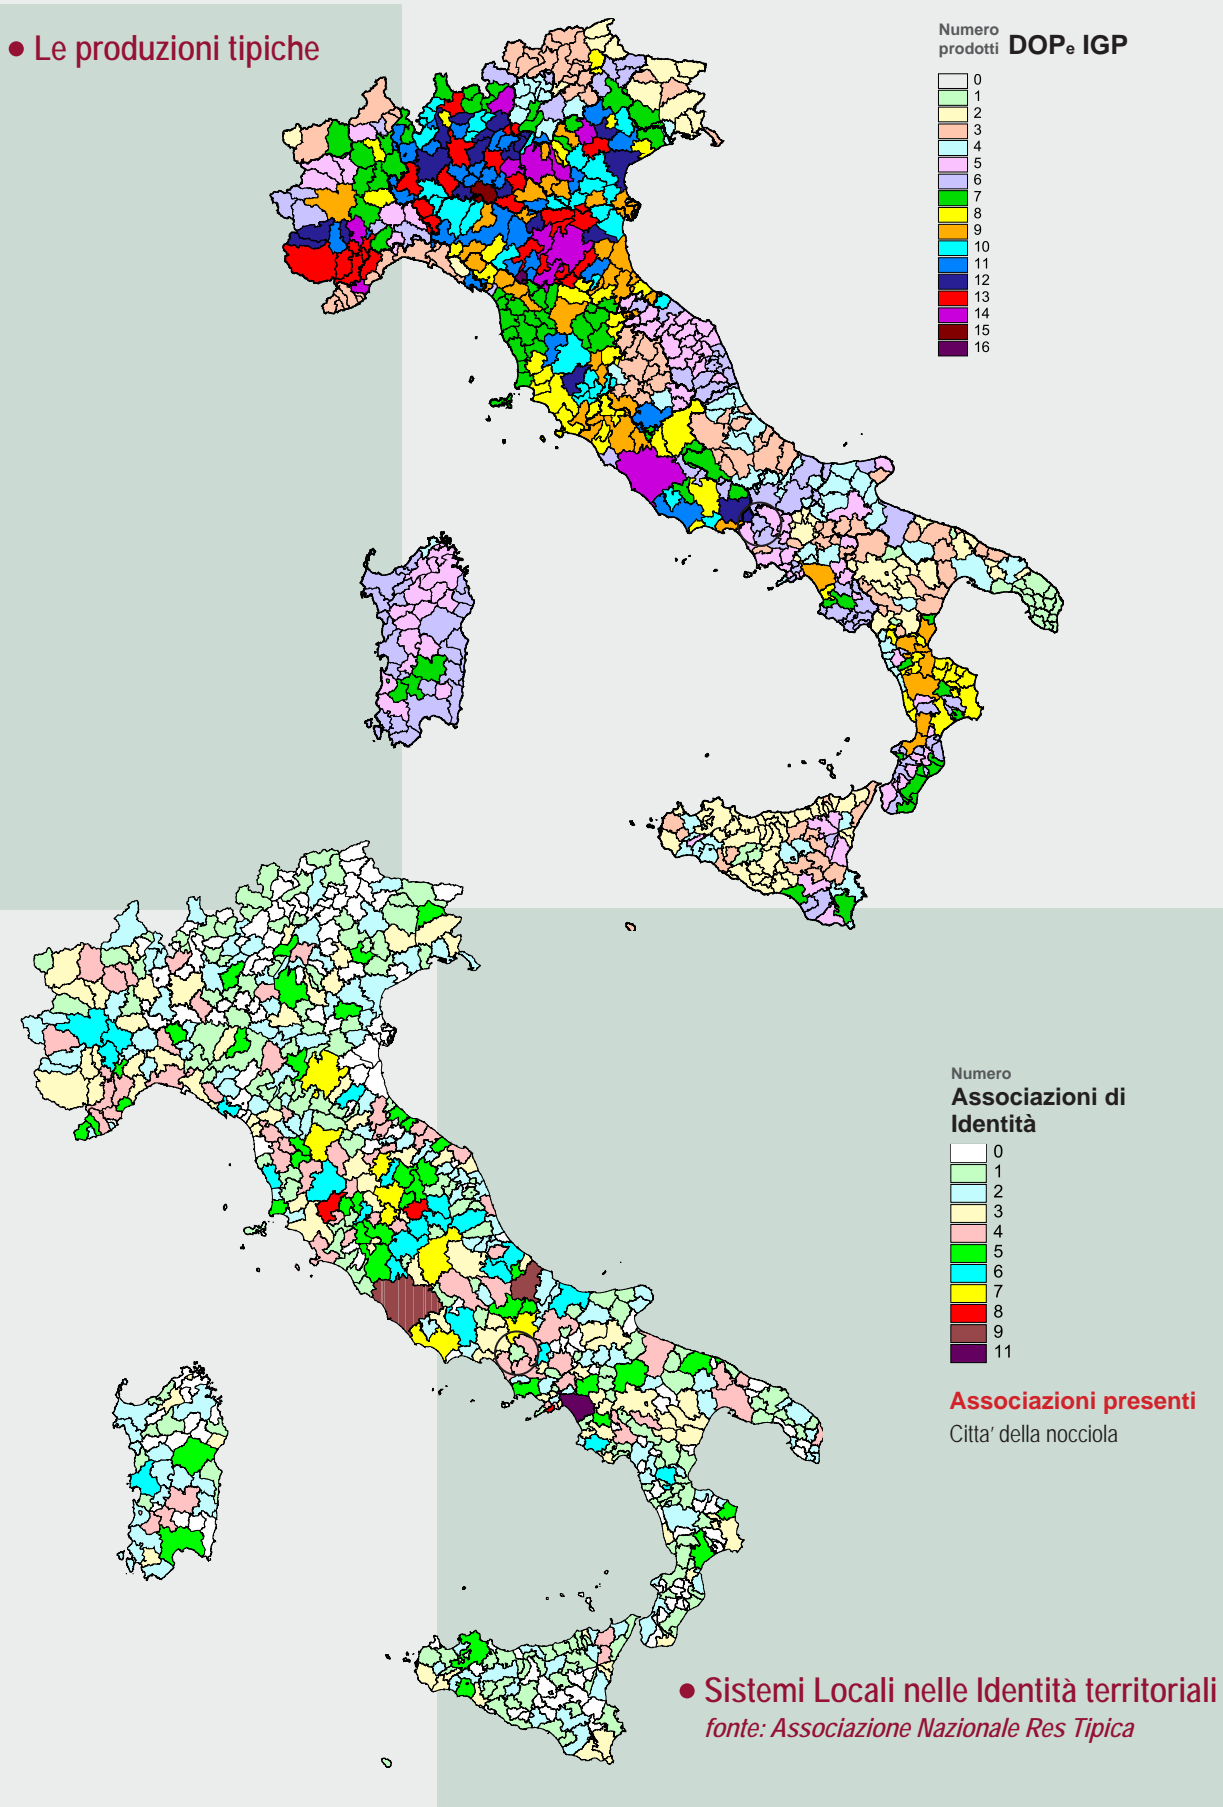 • Le produzioni tipiche
Numero
prodotti DOPe IGP
0
1
2
3
4
5
6
7
8
9
10
11
12
13
14
15
16
Numero
Associazioni di
Identità
0
1
2
3
4
5
6
7
8
9
11
Associazioni presenti
Citta' della nocciola
• Sistemi Locali nelle Identità territoriali
fonte: Associazione Nazionale Res Tipica